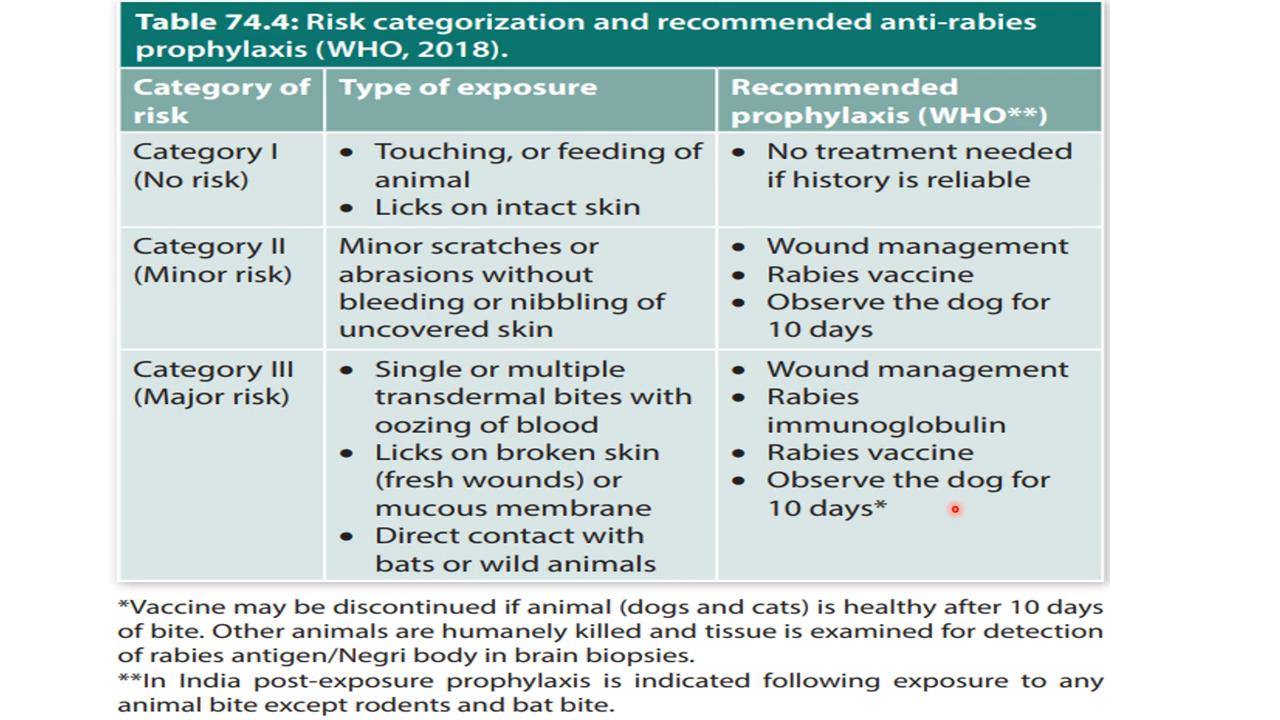 Table 74.4: Risk categorization and recommended anti-rabies
prophylaxis (WHO, 2018).
Category of
risk
Type of exposure
Recommended
prophylaxis (WHO**)
Category I
(No risk)
• Touching, or feeding of
animal
• Licks on intact skin
• No treatment needed
if history is reliable
Category II
(Minor risk)
Minor scratches or
abrasions without
bleeding or nibbling of
uncovered skin
• Wound management
• Rabies vaccine
• Observe the dog for
10 days
Category III
(Major risk)
• Single or multiple
transdermal bites with
oozing of blood
• Licks on broken skin
(fresh wounds) or
mucous membrane
• Direct contact with
bats or wild animals
• Wound management
• Rabies
immunoglobulin
• Rabies vaccine
• Observe the dog for
10 days*
*Vaccine may be discontinued if animal (dogs and cats) is healthy after 10 days
of bite. Other animals are humanely killed and tissue is examined for detection
of rabies antigen/Negri body in brain biopsies.
**In India post-exposure prophylaxis is indicated following exposure to any
animal bite except rodents and bat bite.